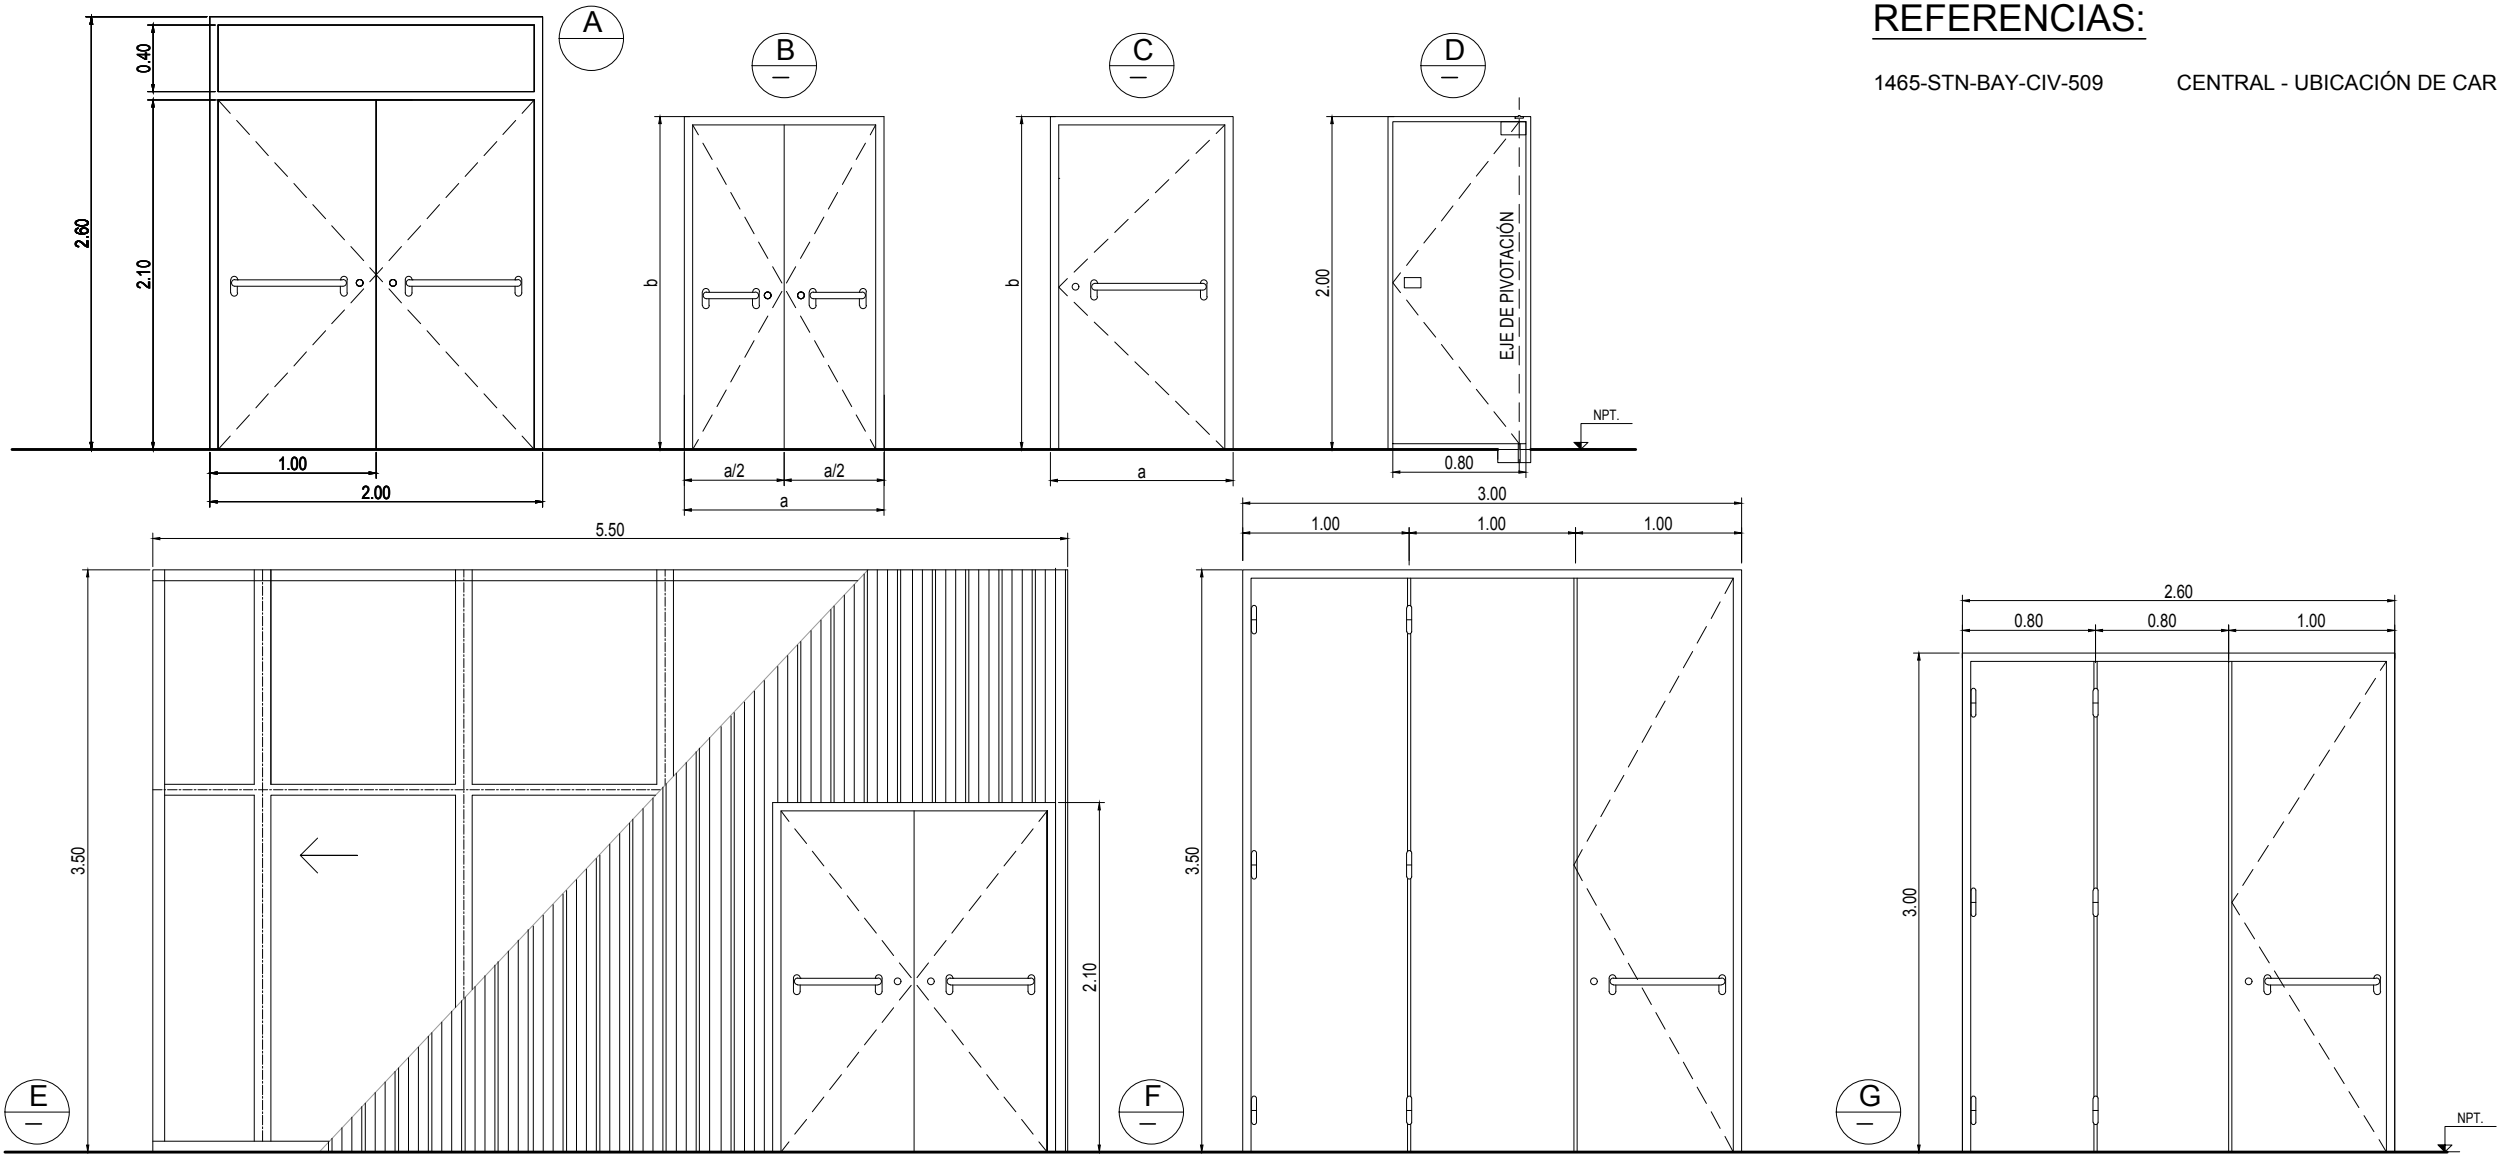 REFERENCIAS:
1465-STN-BAY-CIV-509 CENTRAL - UBICACIÓN DE CAR
A
B
C
D
0.40
2.60
2.10
1.00
2.00
b
a/2 a/2
a
b
a
2.00
EJE DE PIVOTACIÓN
0.80
NPT.
5.50
3.50
2.10
E
3.00
1.00 1.00 1.00
3.50
F
2.60
0.80 0.80 1.00
3.00
G
NPT.